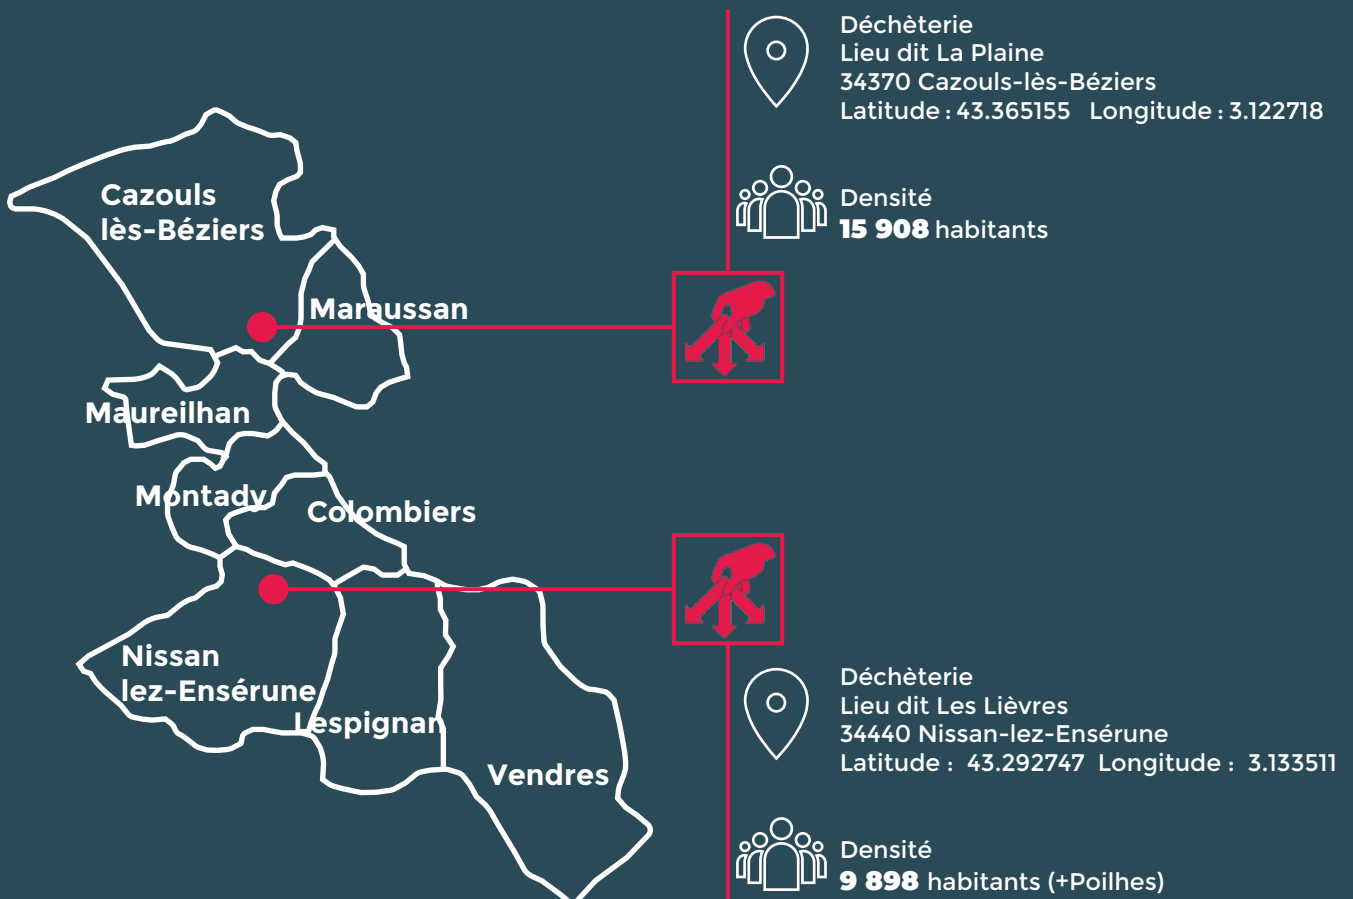 Déchèterie
Lieu dit La Plaine
34370 Cazouls-lès-Béziers
Latitude : 43.365155 Longitude : 3.122718
Densité
15 908 habitants
Cazouls
lès-Béziers
Maraussan
Maureilhan
Montady
Colombiers
Nissan
lez-Ensérune
Lespignan
Vendres
Déchèterie
Lieu dit Les Lièvres
34440 Nissan-lez-Ensérune
Latitude : 43.292747 Longitude : 3.133511
Densité
9 898 habitants (+Poilhes)